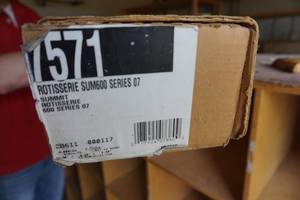 7571
ROTISSERIE SUM600 SERIES 07
SUMMIT
ROTISSERIE
600 SERIES 07
000117